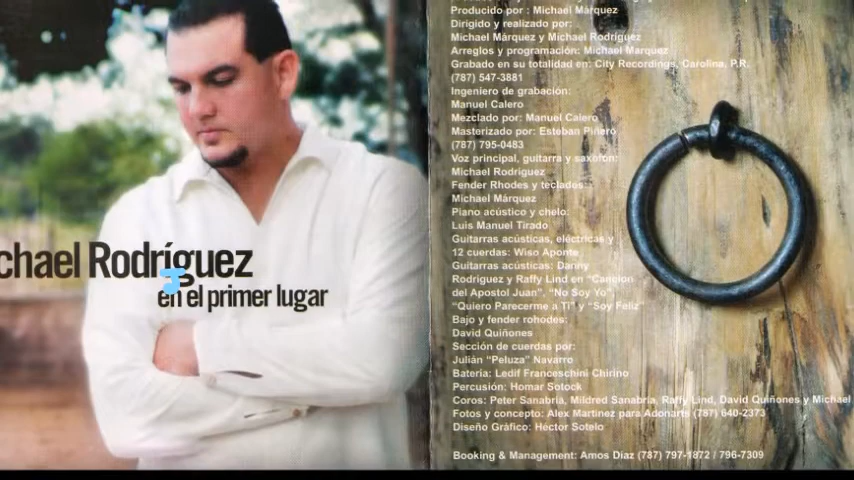 chael Rodríguez
en el primer lugar
Producido por : Michael Márquez
Dirigido y realizado por:
Michael Márquez y Michael Rodríguez
Arreglos y programación: Michael Marquez
Grabado en su totalidad en: City Recordings, Carolina, P.R.
(787) 547-3881
Ingeniero de grabación:
Manuel Calero
Mezclado por: Manuel Calero
Masterizado por: Esteban Piñero
(787) 795-0483
Voz principal, guitarra y saxofón:
Michael Rodríguez
Fender Rhodes y teclados:
Michael Márquez
Piano acústico y chelo:
Luis Manuel Tirado
Guitarras acústicas, eléctricas y
12 cuerdas: Wiso Aponte
Guitarras acústicas: Danny
Rodríguez y Raffy Lind en “Canción
del Apostol Juan”, “No Soy Yo”,
“Quiero Parecerme a Ti” y “Soy Feliz”
Bajo y fender rohodes:
David Quiñones
Sección de cuerdas por:
Julián “Peluza” Navarro
Bateria: Ledif Franceschini Chirino
Percusión: Homar Sotock
Coros: Peter Sanabria, Mildred Sanabria, Raffy Lind, David Quiñones y Michael
Fotos y concepto: Alex Martinez para Adonarts (787) 640-2373
Diseño Gráfico: Héctor Sotelo
Booking & Management: Amos Diaz (787) 797-1872 / 796-7309